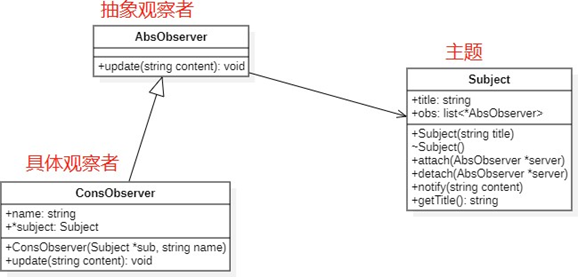 抽象观察者
AbsObserver
+update(string content): void
主题
Subject
+title: string
+obs: list<*AbsObserver>
+Subject(string title)
~Subject()
+attach(AbsObserver *server)
+detach(AbsObserver *server)
+notify(string content)
+getTitle(): string
具体观察者
ConsObserver
+name: string
+*subject: Subject
+ConsObserver(Subject *sub, string name)
+update(string content): void